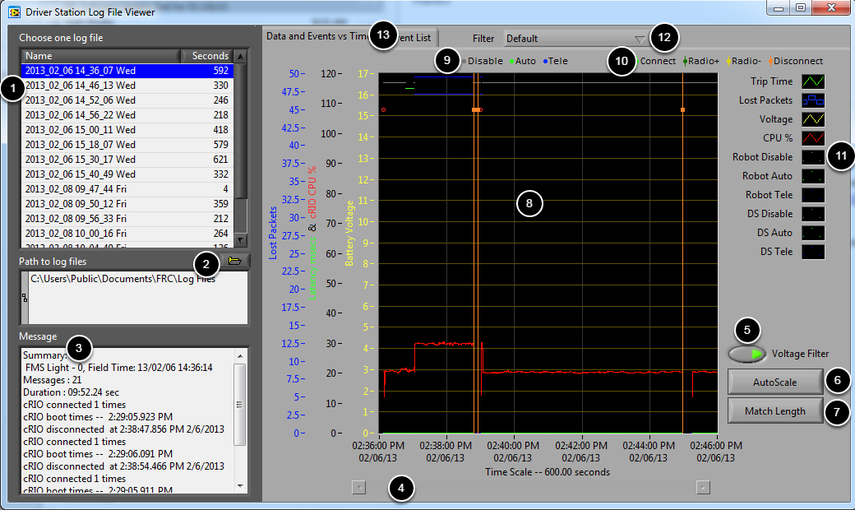 Driver Station Log File Viewer
Choose one log file
Name Seconds
2013_02_06 14_36_07 Wed 592
2013_02_06 14_46_13 Wed 330
2013_02_06 14_52_06 Wed 246
2013_02_06 14_56_22 Wed 218
2013_02_06 15_00_11 Wed 418
2013_02_06 15_18_07 Wed 579
2013_02_06 15_30_17 Wed 621
2013_02_06 15_40_49 Wed 332
2013_02_08 09_47_44 Fri 4
2013_02_08 09_50_12 Fri 359
2013_02_08 09_56_33 Fri 212
2013_02_08 10_00_16 Fri 264
1
Path to log files
2
C:\Users\Public\Documents\FRC\Log Files
Message
3
Summary:
FMS Light - 0, Field Time: 13/02/06 14:36:14
Messages : 21
Duration : 09:52.24 sec
cRIO connected 1 times
cRIO boot times -- 2:29:05.923 PM
cRIO disconnected at 2:38:47.856 PM 2/6/2013
cRIO connected 1 times
cRIO boot times -- 2:29:06.091 PM
cRIO disconnected at 2:38:54.466 PM 2/6/2013
cRIO connected 1 times
cRIO boot times -- 2:29:05.911 PM
Data and Events vs Time
13
ent List
Filter Default
12
9
Disable Auto Tele
10
Connect Radio+ Radio- Disconnect
50 47.5 45 42.5 40 37.5 35 32.5 30 27.5 25 22.5 20 17.5 15 12.5 10 7.5 5 2.5 0
Lost Packets
120 110 100 90 80 70 60 50 40 30 20 10 0
& cRIO CPU %
17 16 15 14 13 12 11 10 9 8 7 6 5 4 3 2 1 0
Battery Voltage
8
02:36:00 PM 02:38:00 PM 02:40:00 PM 02:42:00 PM 02:44:00 PM 02:46:00 PM
02/06/13 02/06/13 02/06/13 02/06/13 02/06/13 02/06/13
Time Scale -- 600.00 seconds
4
Trip Time
Lost Packets
Voltage
CPU %
Robot Disable
11
Robot Auto
Robot Tele
DS Disable
DS Auto
DS Tele
5
Voltage Filter
AutoScale
6
Match Length
7